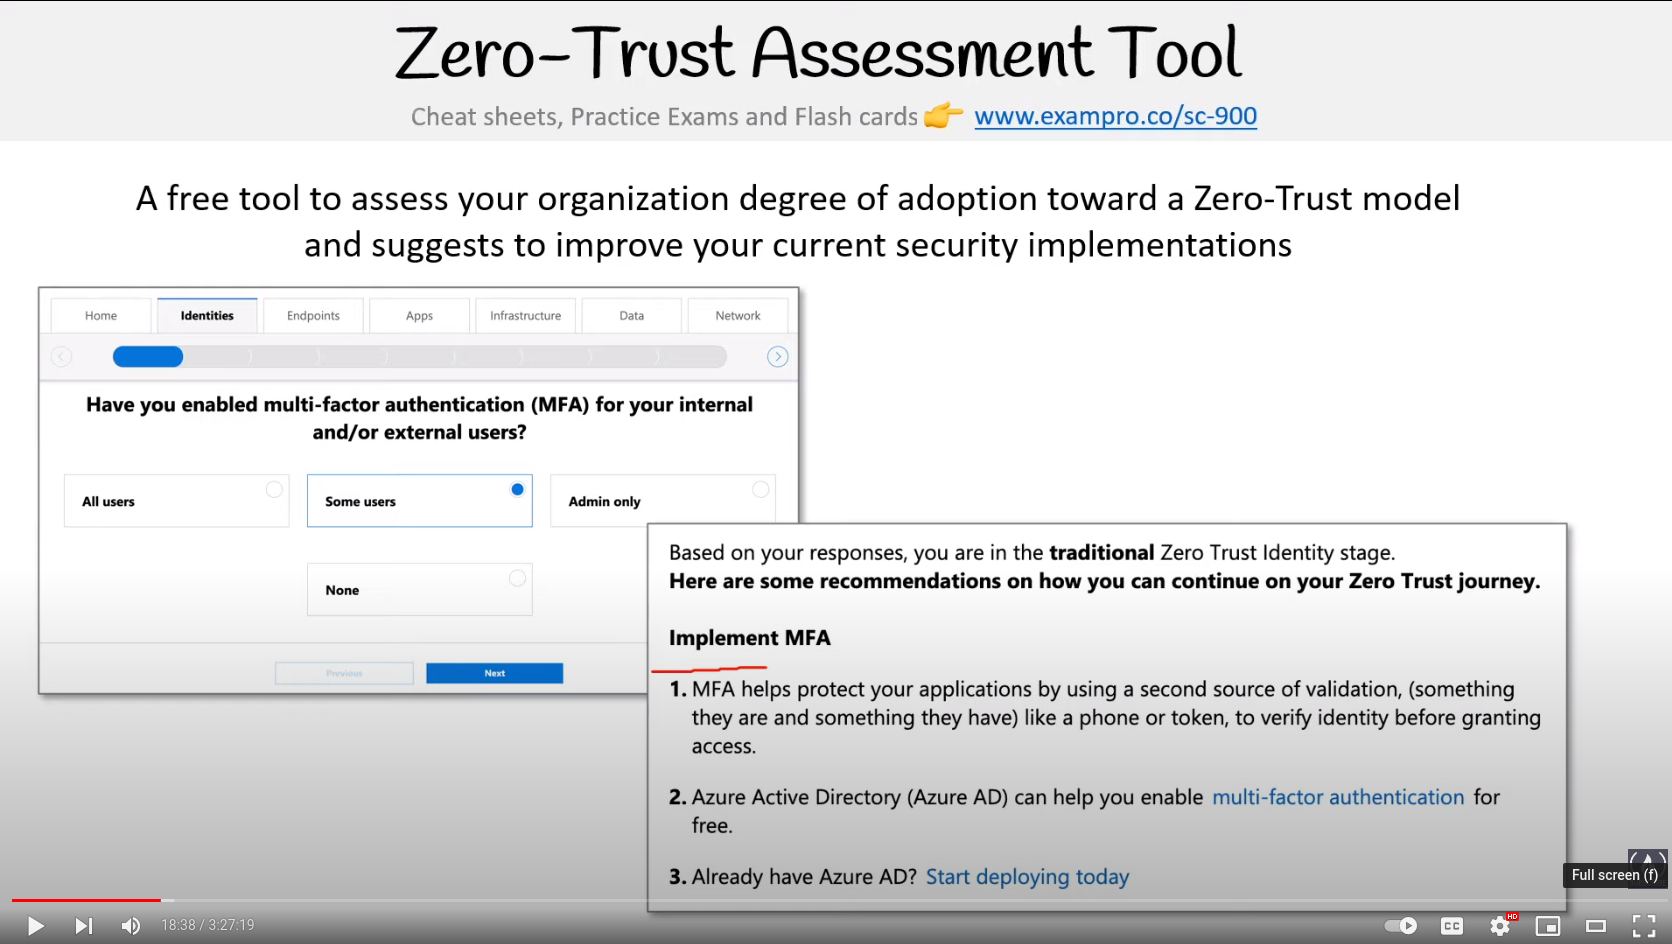 Zero-Trust Assessment Tool
Cheat sheets, Practice Exams and Flash cards 👉 www.exampro.co/sc-900
A free tool to assess your organization degree of adoption toward a Zero-Trust model
and suggests to improve your current security implementations
Home Identities Endpoints Apps Infrastructure Data Network
Have you enabled multi-factor authentication (MFA) for your internal
and/or external users?
All users Some users Admin only
None
Previous Next
Based on your responses, you are in the traditional Zero Trust Identity stage.
Here are some recommendations on how you can continue on your Zero Trust journey.
Implement MFA
1. MFA helps protect your applications by using a second source of validation, (something
they are and something they have) like a phone or token, to verify identity before granting
access.
2. Azure Active Directory (Azure AD) can help you enable multi-factor authentication for
free.
3. Already have Azure AD? Start deploying today
Full screen (f)
18:38 / 3:27:19
CC
HD